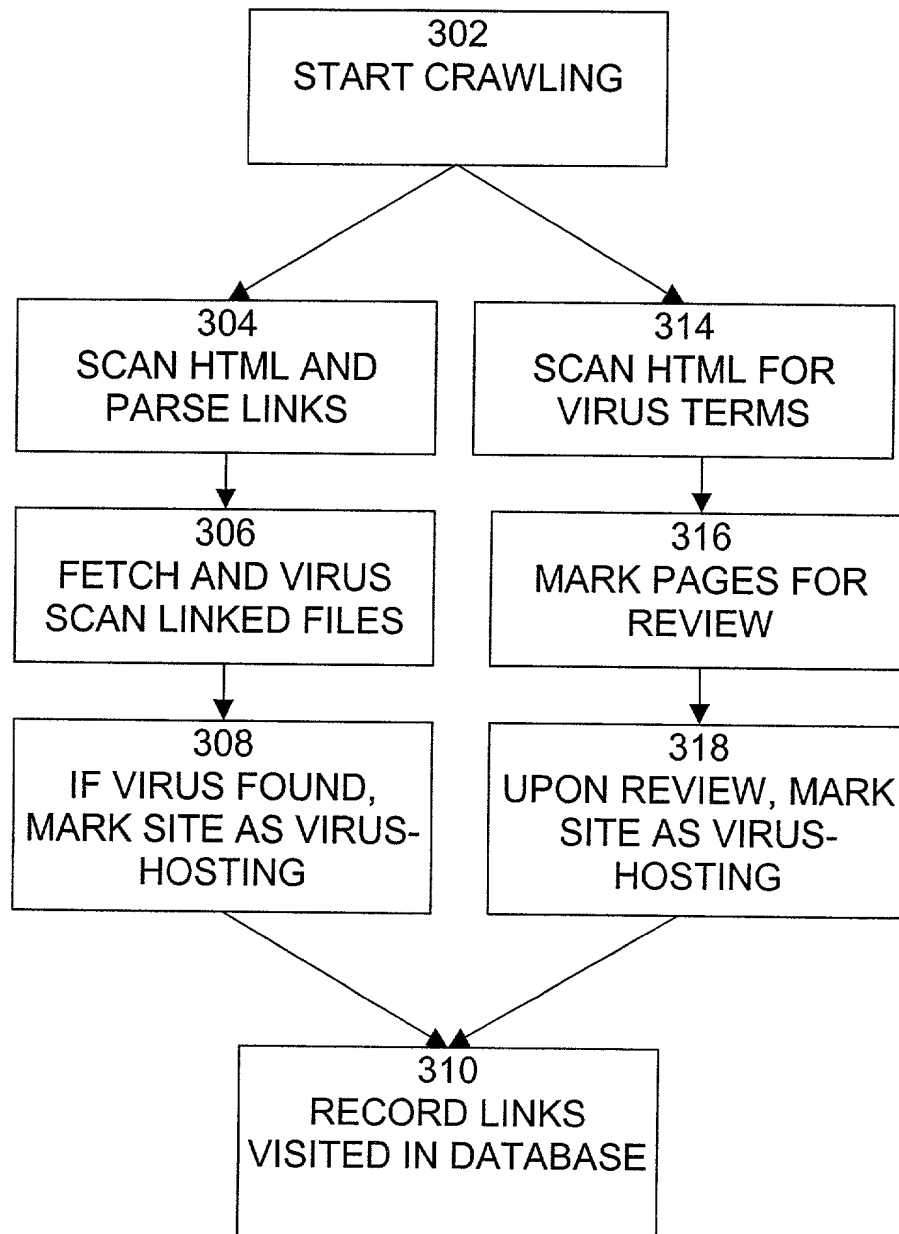 302
START CRAWLING
304
SCAN HTML AND
PARSE LINKS
314
SCAN HTML FOR
VIRUS TERMS
306
FETCH AND VIRUS
SCAN LINKED FILES
316
MARK PAGES FOR
REVIEW
308
IF VIRUS FOUND,
MARK SITE AS VIRUS-
HOSTING
318
UPON REVIEW, MARK
SITE AS VIRUS-
HOSTING
310
RECORD LINKS
VISITED IN DATABASE